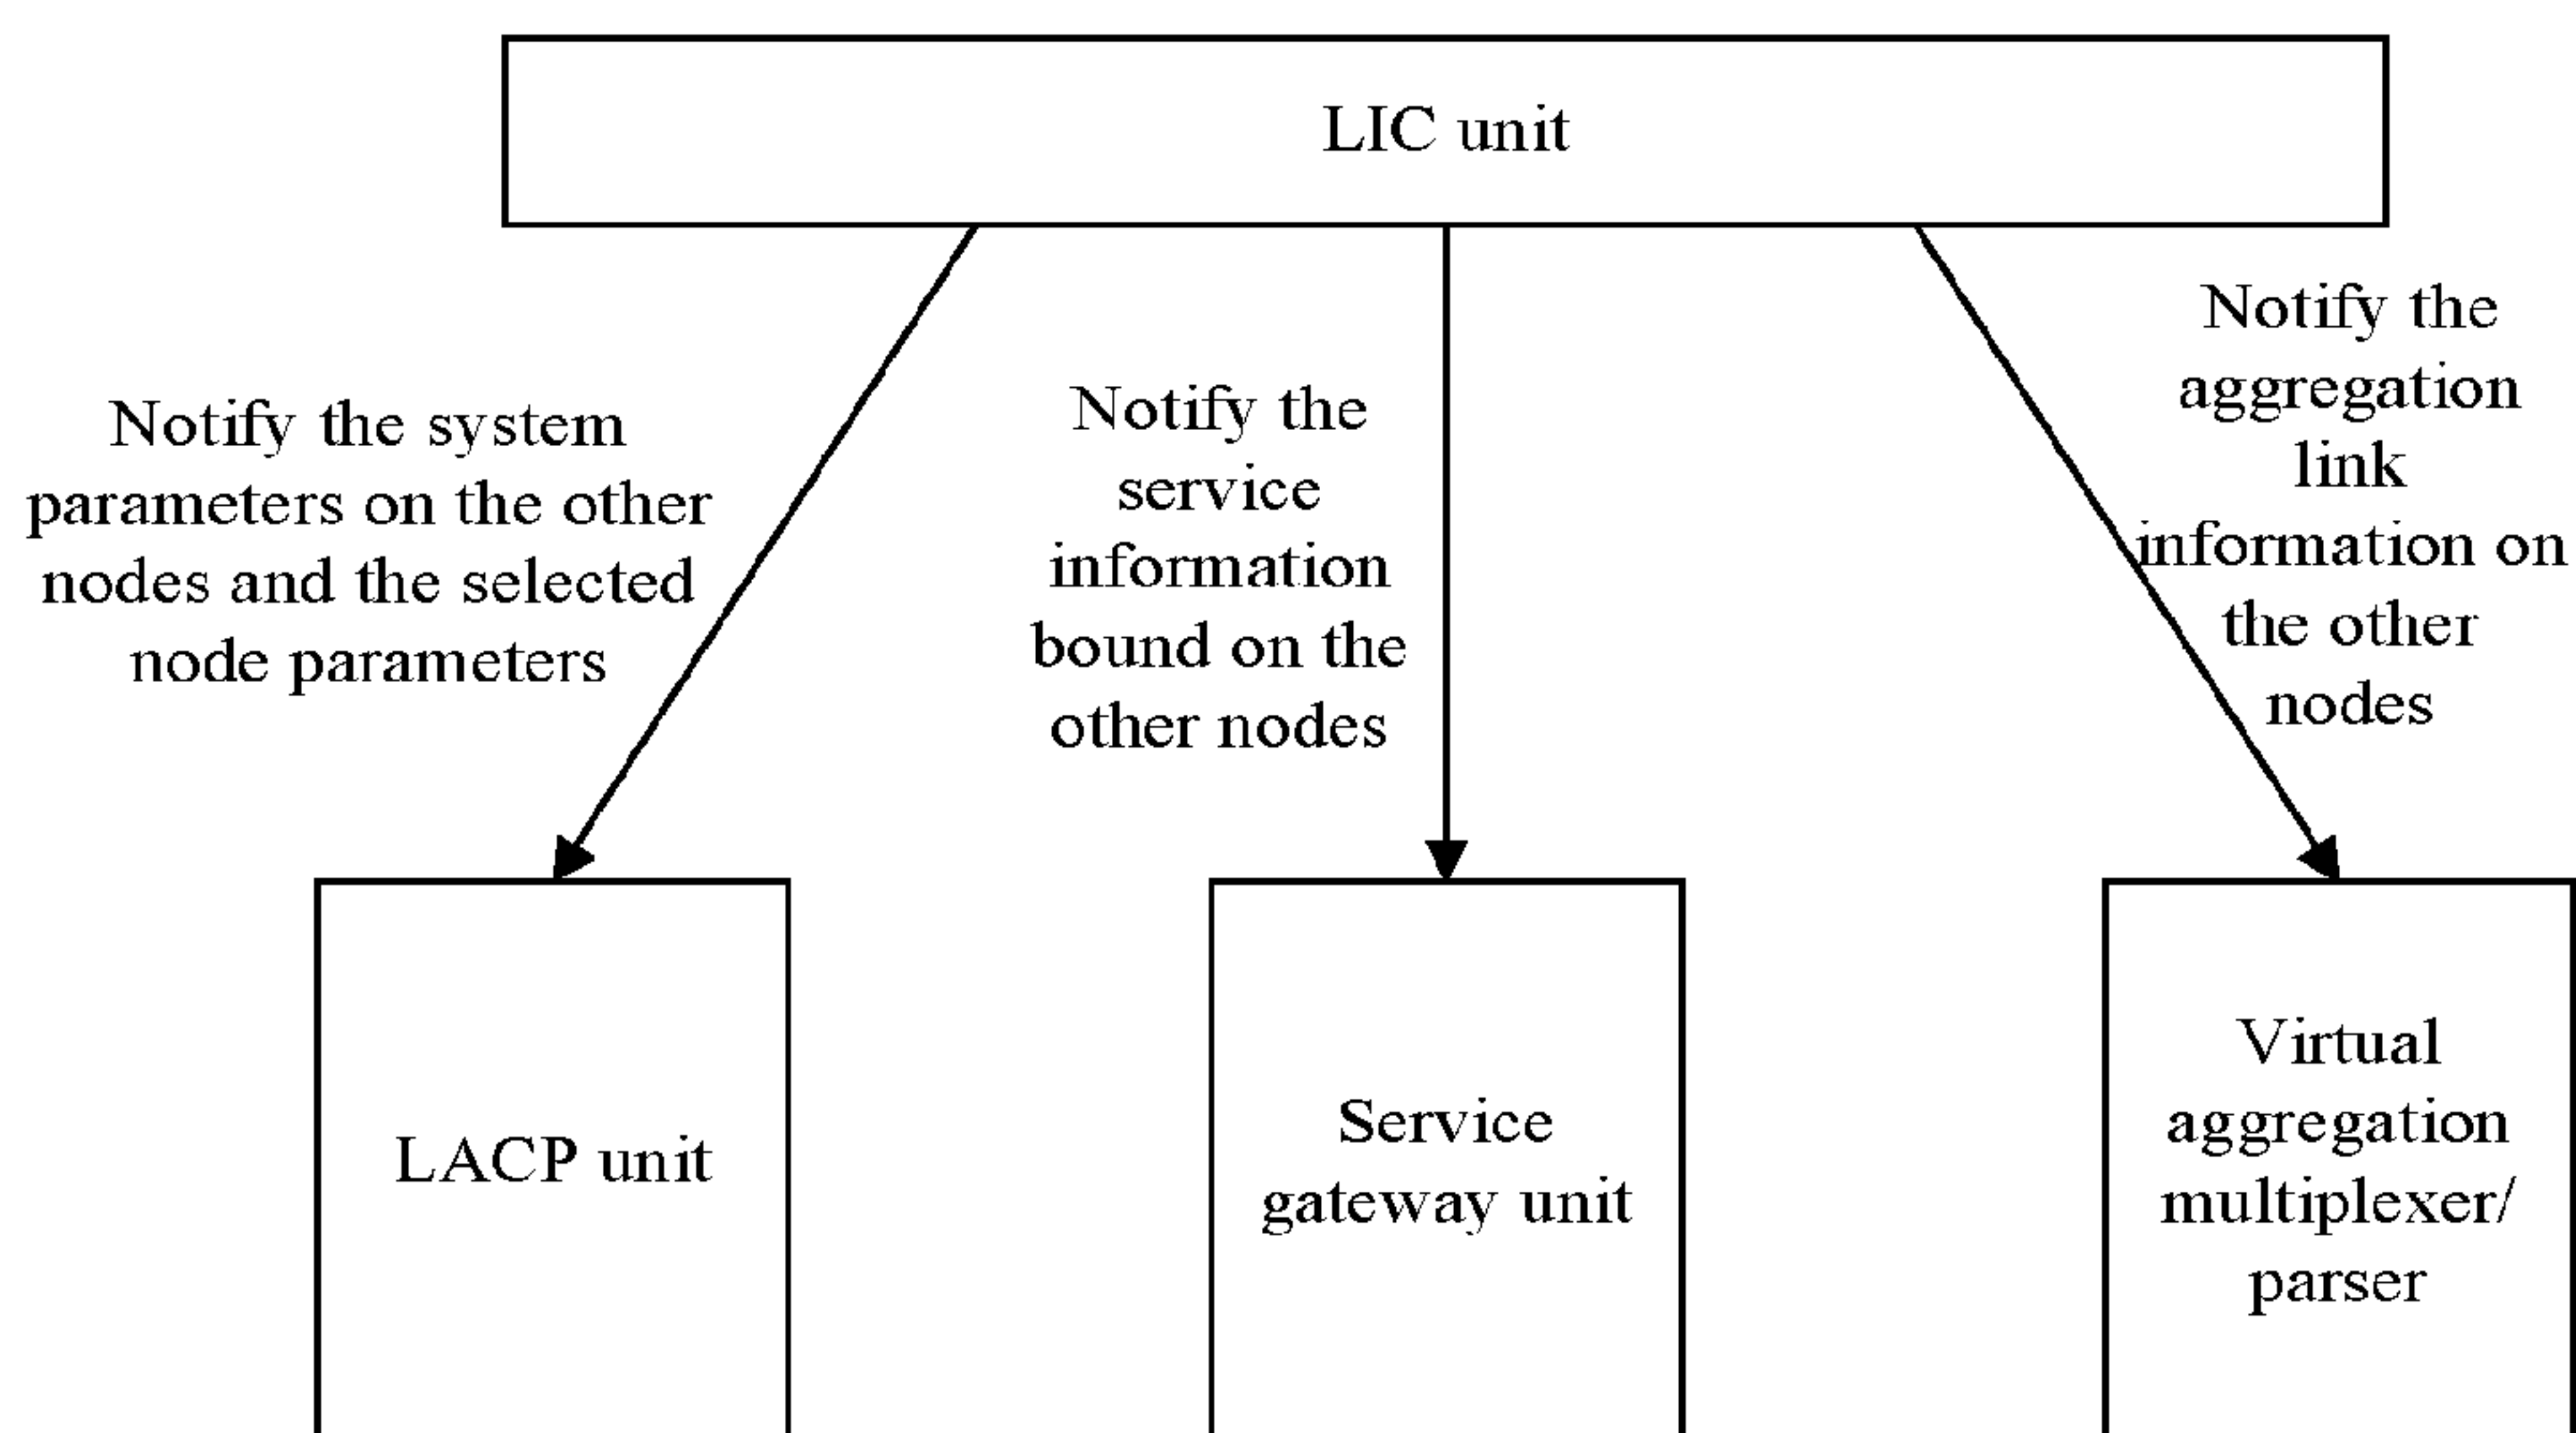 LIC unit
Notify the system
parameters on the other
nodes and the selected
node parameters
Notify the
service
information
bound on the
other nodes
Notify the
aggregation
link
information on
the other
nodes
LACP unit
Service
gateway unit
Virtual
aggregation
multiplexer/
parser